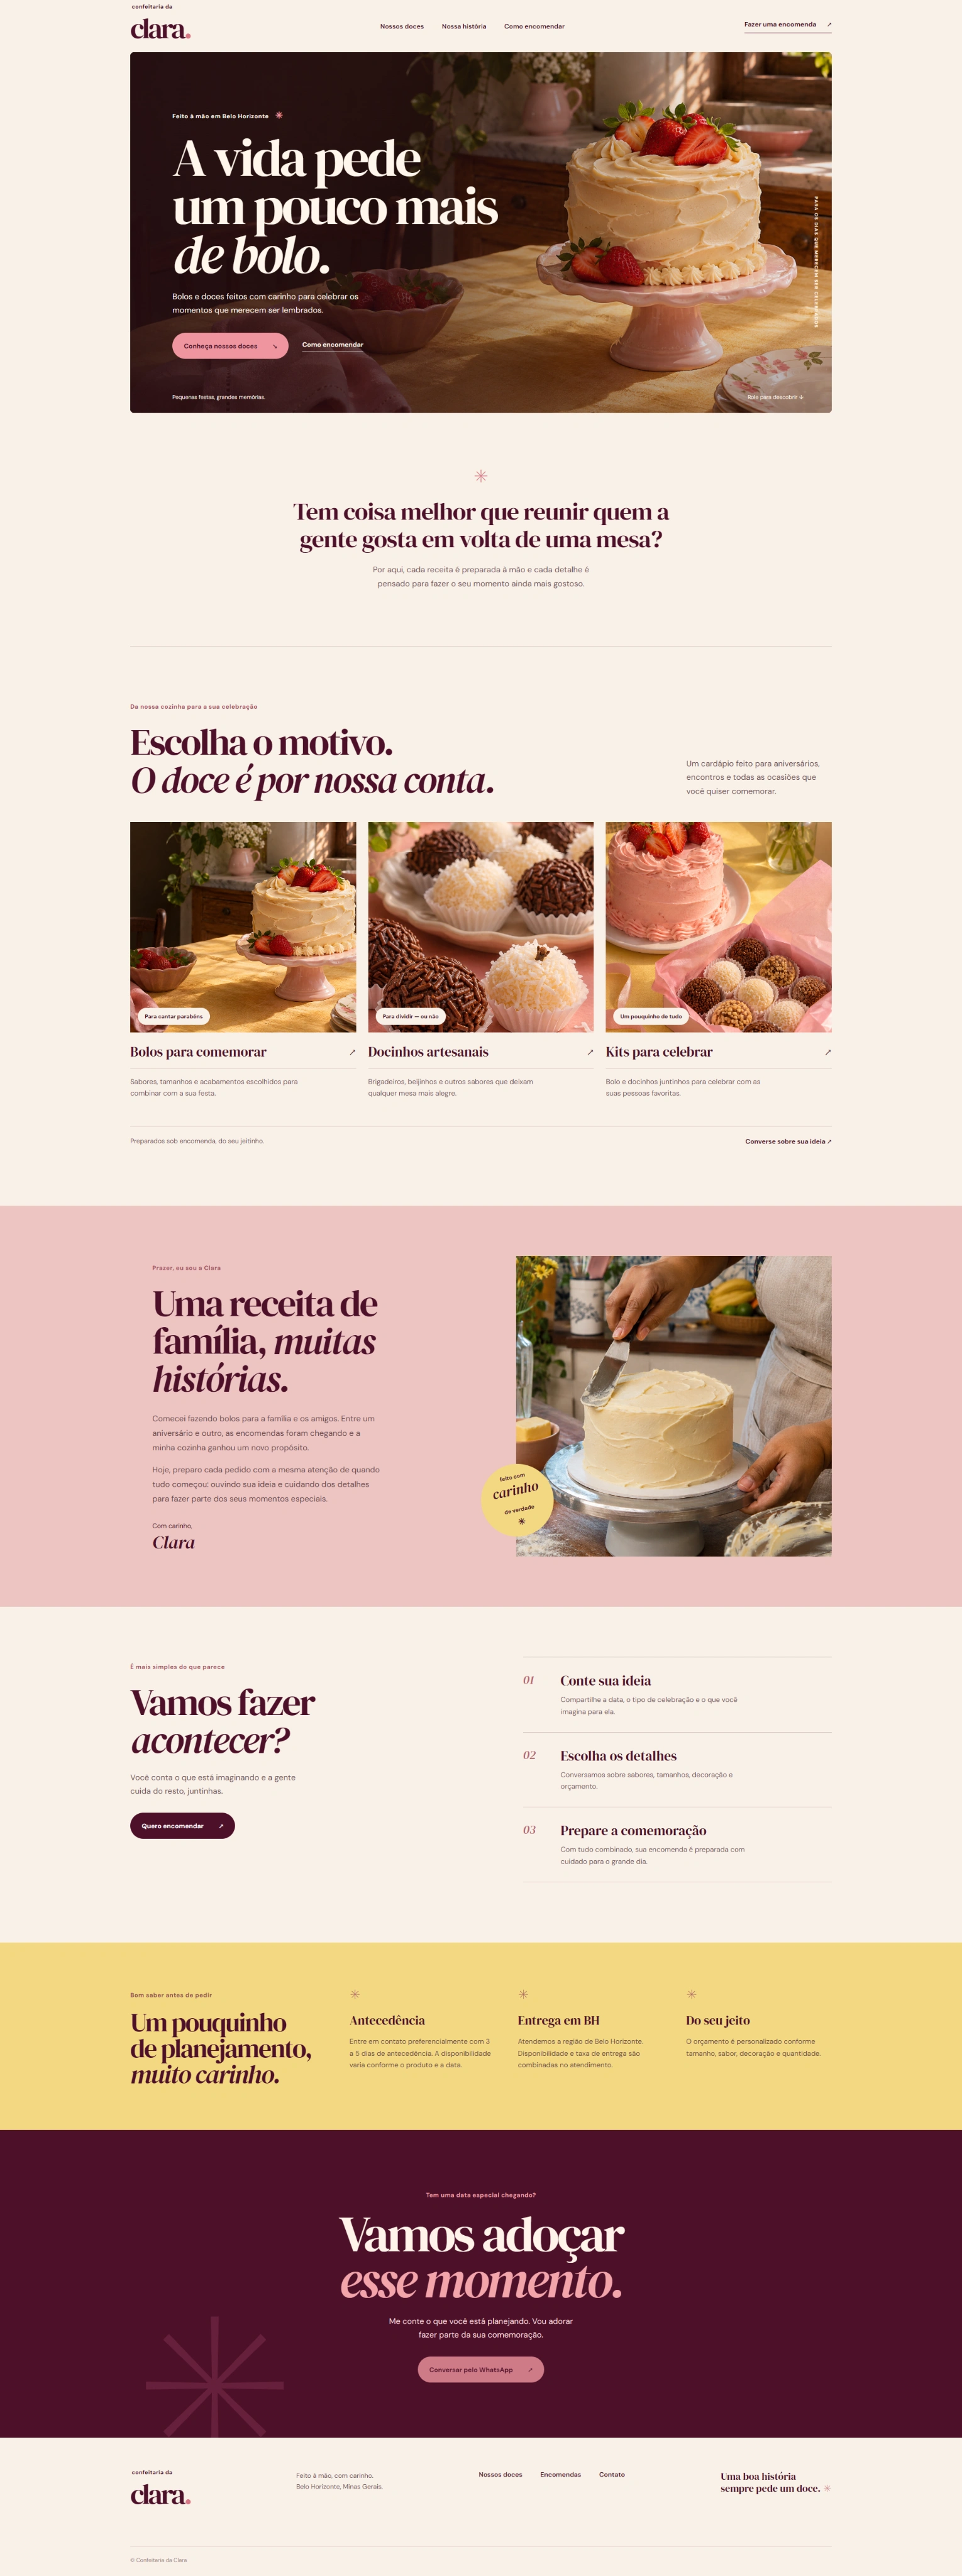 confeitaria da
clara.
Nossos doces
Nossa história
Como encomendar
Fazer uma encomenda ↗
Feito à mão em Belo Horizonte
A vida pede
um pouco mais
de bolo.
Bolos e doces feitos com carinho para celebrar os
momentos que merecem ser lembrados.
Conheça nossos doces ↘
Como encomendar
PARA OS DIAS QUE MERECEM SER CELEBRADOS
Pequenas festas, grandes memórias.
Role para descobrir ↓
Tem coisa melhor que reunir quem a
gente gosta em volta de uma mesa?
Por aqui, cada receita é preparada à mão e cada detalhe é
pensado para fazer o seu momento ainda mais gostoso.
Da nossa cozinha para a sua celebração
Escolha o motivo.
O doce é por nossa conta.
Um cardápio feito para aniversários,
encontros e todas as ocasiões que
você quiser comemorar.
Para cantar parabéns
Bolos para comemorar ↗
Sabores, tamanhos e acabamentos escolhidos para
combinar com a sua festa.
Para dividir — ou não
Docinhos artesanais ↗
Brigadeiros, beijinhos e outros sabores que deixam
qualquer mesa mais alegre.
Um pouquinho de tudo
Kits para celebrar ↗
Bolo e docinhos juntinhos para celebrar com as
suas pessoas favoritas.
Preparados sob encomenda, do seu jeitinho.
Converse sobre sua ideia ↗
Prazer, eu sou a Clara
Uma receita de
família, muitas
histórias.
Comecei fazendo bolos para a família e os amigos. Entre um
aniversário e outro, as encomendas foram chegando e a
minha cozinha ganhou um novo propósito.
Hoje, preparo cada pedido com a mesma atenção de quando
tudo começou: ouvindo sua ideia e cuidando dos detalhes
para fazer parte dos seus momentos especiais.
Com carinho,
Clara
feito com
carinho
de verdade
É mais simples do que parece
Vamos fazer
acontecer?
Você conta o que está imaginando e a gente
cuida do resto, juntinhas.
Quero encomendar ↗
01
Conte sua ideia
Compartilhe a data, o tipo de celebração e o que você
imagina para ela.
02
Escolha os detalhes
Conversamos sobre sabores, tamanhos, decoração e
orçamento.
03
Prepare a comemoração
Com tudo combinado, sua encomenda é preparada com
cuidado para o grande dia.
Bom saber antes de pedir
Um pouquinho
de planejamento,
muito carinho.
Antecedência
Entre em contato preferencialmente com 3
a 5 dias de antecedência. A disponibilidade
varia conforme o produto e a data.
Entrega em BH
Atendemos a região de Belo Horizonte.
Disponibilidade e taxa de entrega são
combinadas no atendimento.
Do seu jeito
O orçamento é personalizado conforme
tamanho, sabor, decoração e quantidade.
Tem uma data especial chegando?
Vamos adoçar
esse momento.
Me conte o que você está planejando. Vou adorar
fazer parte da sua comemoração.
Conversar pelo WhatsApp ↗
confeitaria da
clara.
Feito à mão, com carinho.
Belo Horizonte, Minas Gerais.
Nossos doces
Encomendas
Contato
Uma boa história
sempre pede um doce.
© Confeitaria da Clara